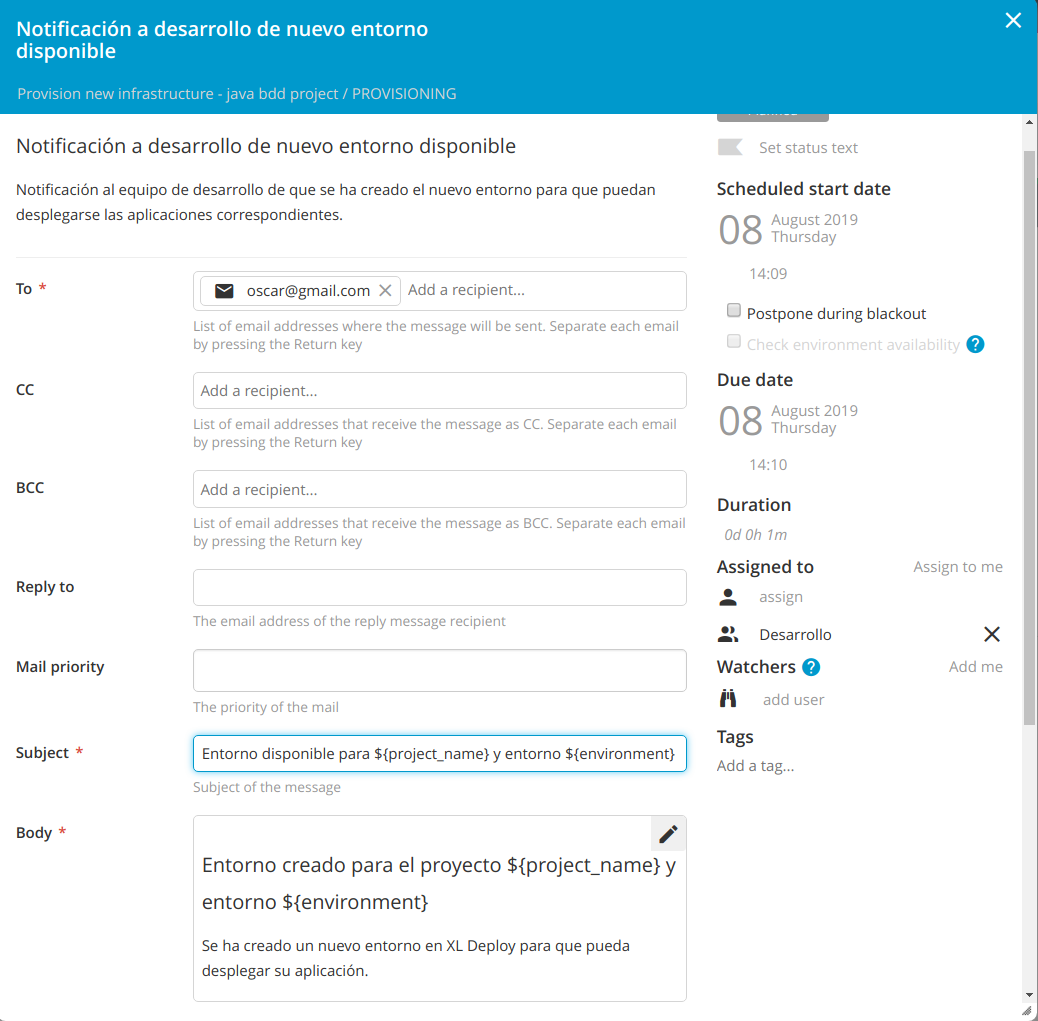 Notificación a desarrollo de nuevo entorno
disponible
Provision new infrastructure - java bdd project / PROVISIONING
Notificación a desarrollo de nuevo entorno disponible
Notificación al equipo de desarrollo de que se ha creado el nuevo entorno para que puedan
desplegarse las aplicaciones correspondientes.
To *
oscar@gmail.com
Add a recipient...
List of email addresses where the message will be sent. Separate each email
by pressing the Return key
CC
Add a recipient...
List of email addresses that receive the message as CC. Separate each email
by pressing the Return key
BCC
Add a recipient...
List of email addresses that receive the message as BCC. Separate each email
by pressing the Return key
Reply to
The email address of the reply message recipient
Mail priority
The priority of the mail
Subject *
Entorno disponible para ${project_name} y entorno ${environment}
Subject of the message
Body *
Entorno creado para el proyecto ${project_name} y
entorno ${environment}
Se ha creado un nuevo entorno en XL Deploy para que pueda
desplegar su aplicación.
Set status text
Scheduled start date
08
August 2019
Thursday
14:09
Postpone during blackout
Check environment availability ?
Due date
08
August 2019
Thursday
14:10
Duration
0d 0h 1m
Assigned to
Assign to me
assign
Desarrollo
Watchers ?
Add me
add user
Tags
Add a tag...